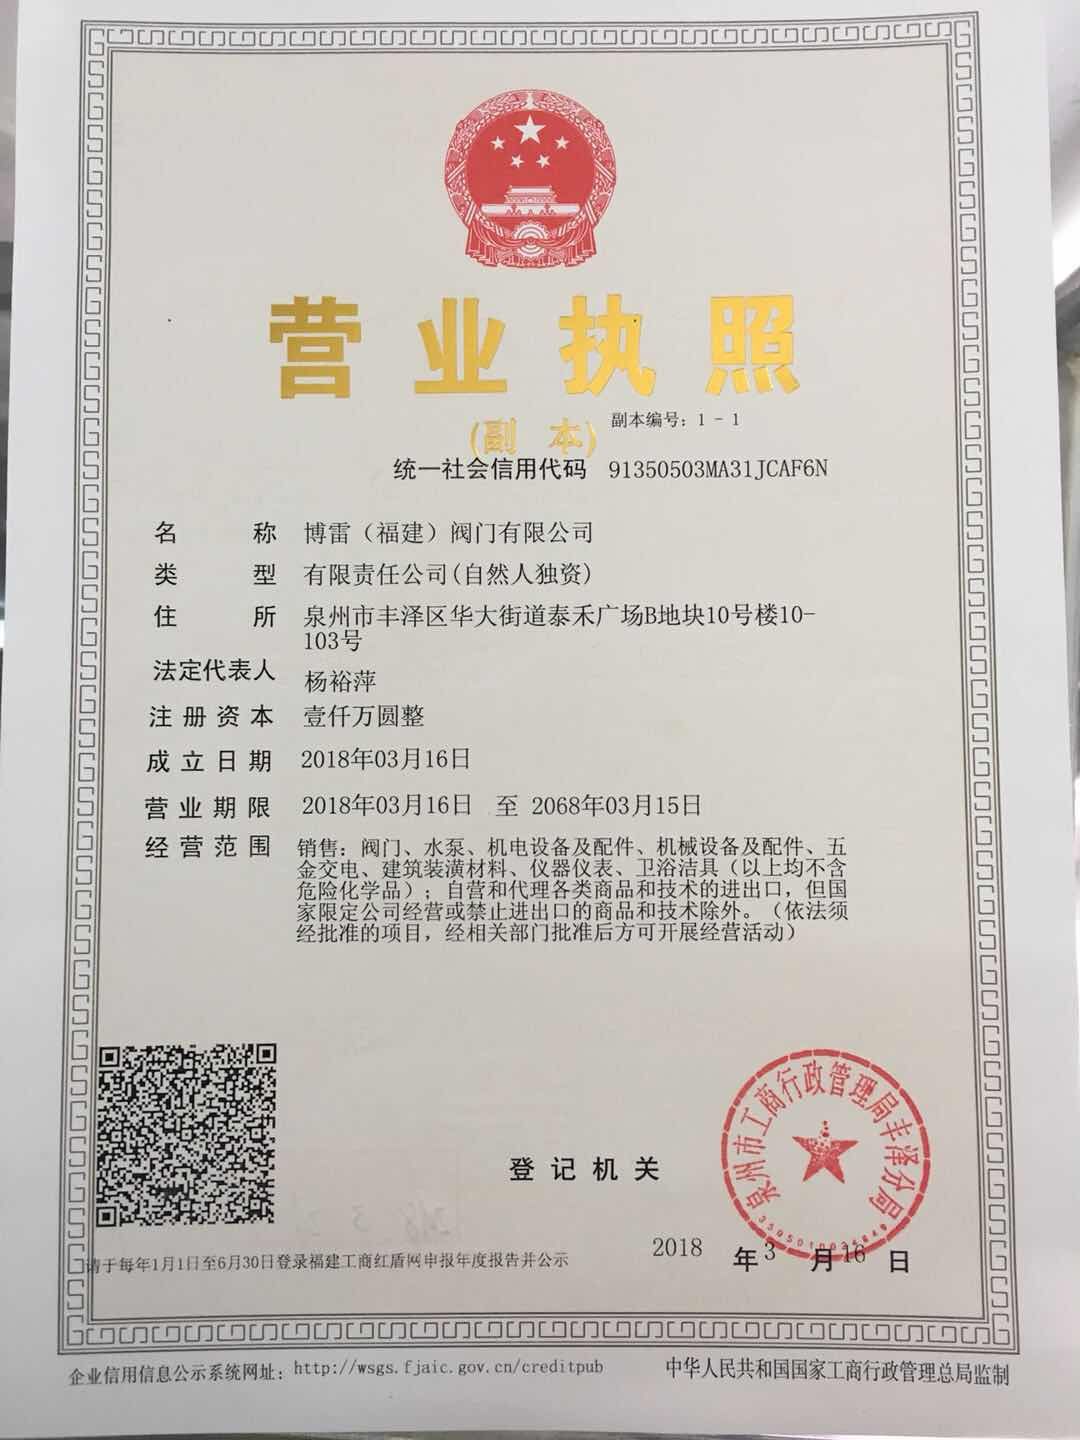 营业执照
(副 本)
副本编号：1-1
统一社会信用代码 91350503MA31JCAF6N
名 称 博雷（福建）阀门有限公司
类 型 有限责任公司(自然人独资)
住 所 泉州市丰泽区华大街道泰禾广场B地块10号楼10-
103号
法定代表人 杨裕萍
注册资本 壹仟万圆整
成立日期 2018年03月16日
营业期限 2018年03月16日 至 2068年03月15日
经营范围 销售：阀门、水泵、机电设备及配件、机械设备及配件、五
金交电、建筑装潢材料、仪器仪表、卫浴洁具（以上均不含
危险化学品）；自营和代理各类商品和技术的进出口，但国
家限定公司经营或禁止进出口的商品和技术除外。（依法须
经批准的项目，经相关部门批准后方可开展经营活动）
泉州市工商行政管理局丰泽分局
登记机关
2018 年 3 月 16 日
请于每年1月1日至6月30日登录福建工商红盾网申报年度报告并公示
企业信用信息公示系统网址：http://wsgs.fjaic.gov.cn/creditpub
中华人民共和国国家工商行政管理总局监制